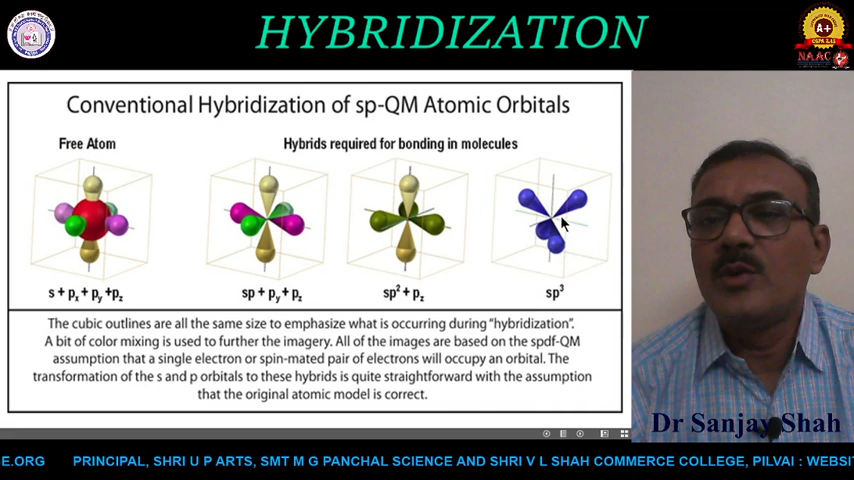 HYBRIDIZATION
A+
CGPA 3.41
NAAC
Conventional Hybridization of sp-QM Atomic Orbitals
Free Atom
Hybrids required for bonding in molecules
s + px + py +pz
sp + py + pz
sp² + pz
sp³
The cubic outlines are all the same size to emphasize what is occurring during “hybridization”.
A bit of color mixing is used to further the imagery. All of the images are based on the spdf-QM
assumption that a single electron or spin-mated pair of electrons will occupy an orbital. The
transformation of the s and p orbitals to these hybrids is quite straightforward with the assumption
that the original atomic model is correct.
Dr Sanjay Shah
SE.ORG PRINCIPAL, SHRI U P ARTS, SMT M G PANCHAL SCIENCE AND SHRI V L SHAH COMMERCE COLLEGE, PILVAI : WEBSI